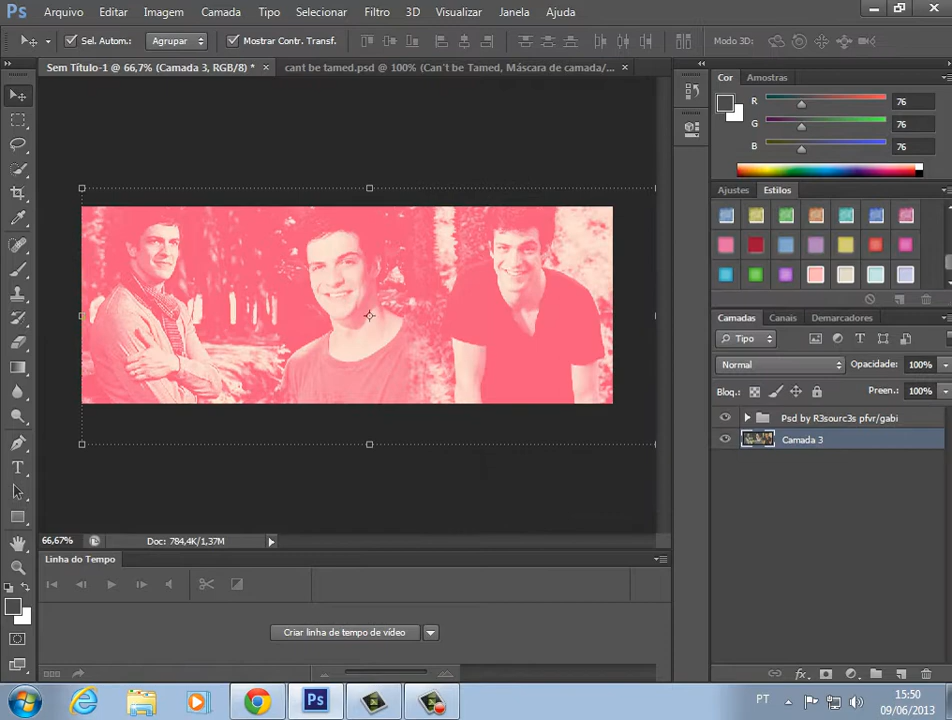 Ps Arquivo Editar Imagem Camada Tipo Selecionar Filtro 3D Visualizar Janela Ajuda
Sel. Autom.: Agrupar Mostrar Contr. Transf. Modo 3D:
Sem Título-1 @ 66,7% (Camada 3, RGB/8) * × cant be tamed.psd @ 100% (Can't be Tamed, Máscara de camada/... ×
Cor Amostras
R 76
G 76
B 76
Ajustes Estilos
Camadas Canais Demarcadores
Tipo
Normal Opacidade: 100%
Bloq.: Preen.: 100%
Psd by R3sourc3s pfvr/gabi
Camada 3
66,67% Doc: 784,4K/1,37M
Linha do Tempo
Criar linha de tempo de vídeo
Ps PT 15:50
09/06/2013